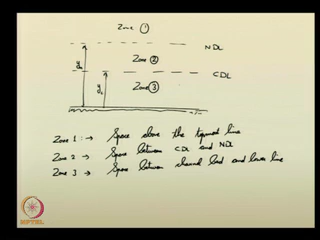 Zone 1
NDL
Zone 2
CDL
Zone 3
Zone 1 :→ Space above the topmost line
Zone 2 → Space between CDL and NDL
Zone 3 → Space between channel bed and lower line
NPTEL